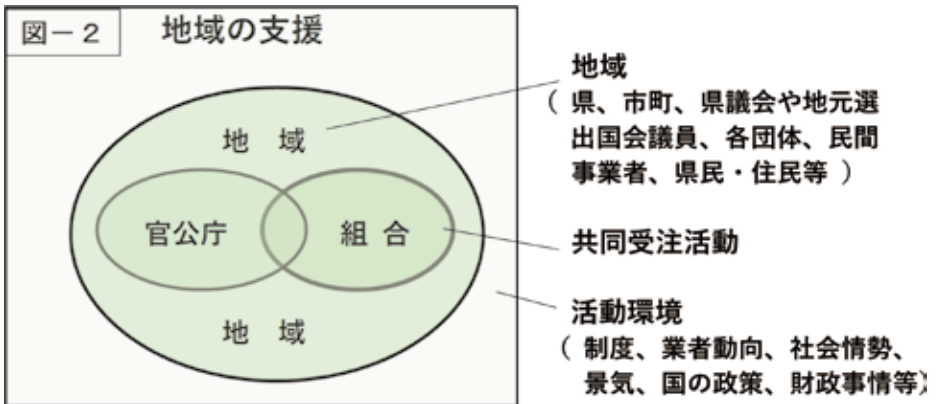 図－２
地域の支援
地　域
官公庁
組 合
地　域
地域
（ 県、市町、県議会や地元選
出国会議員、各団体、民間
事業者、県民・住民等 ）
共同受注活動
活動環境
（ 制度、業者動向、社会情勢、
景気、国の政策、財政事情等）